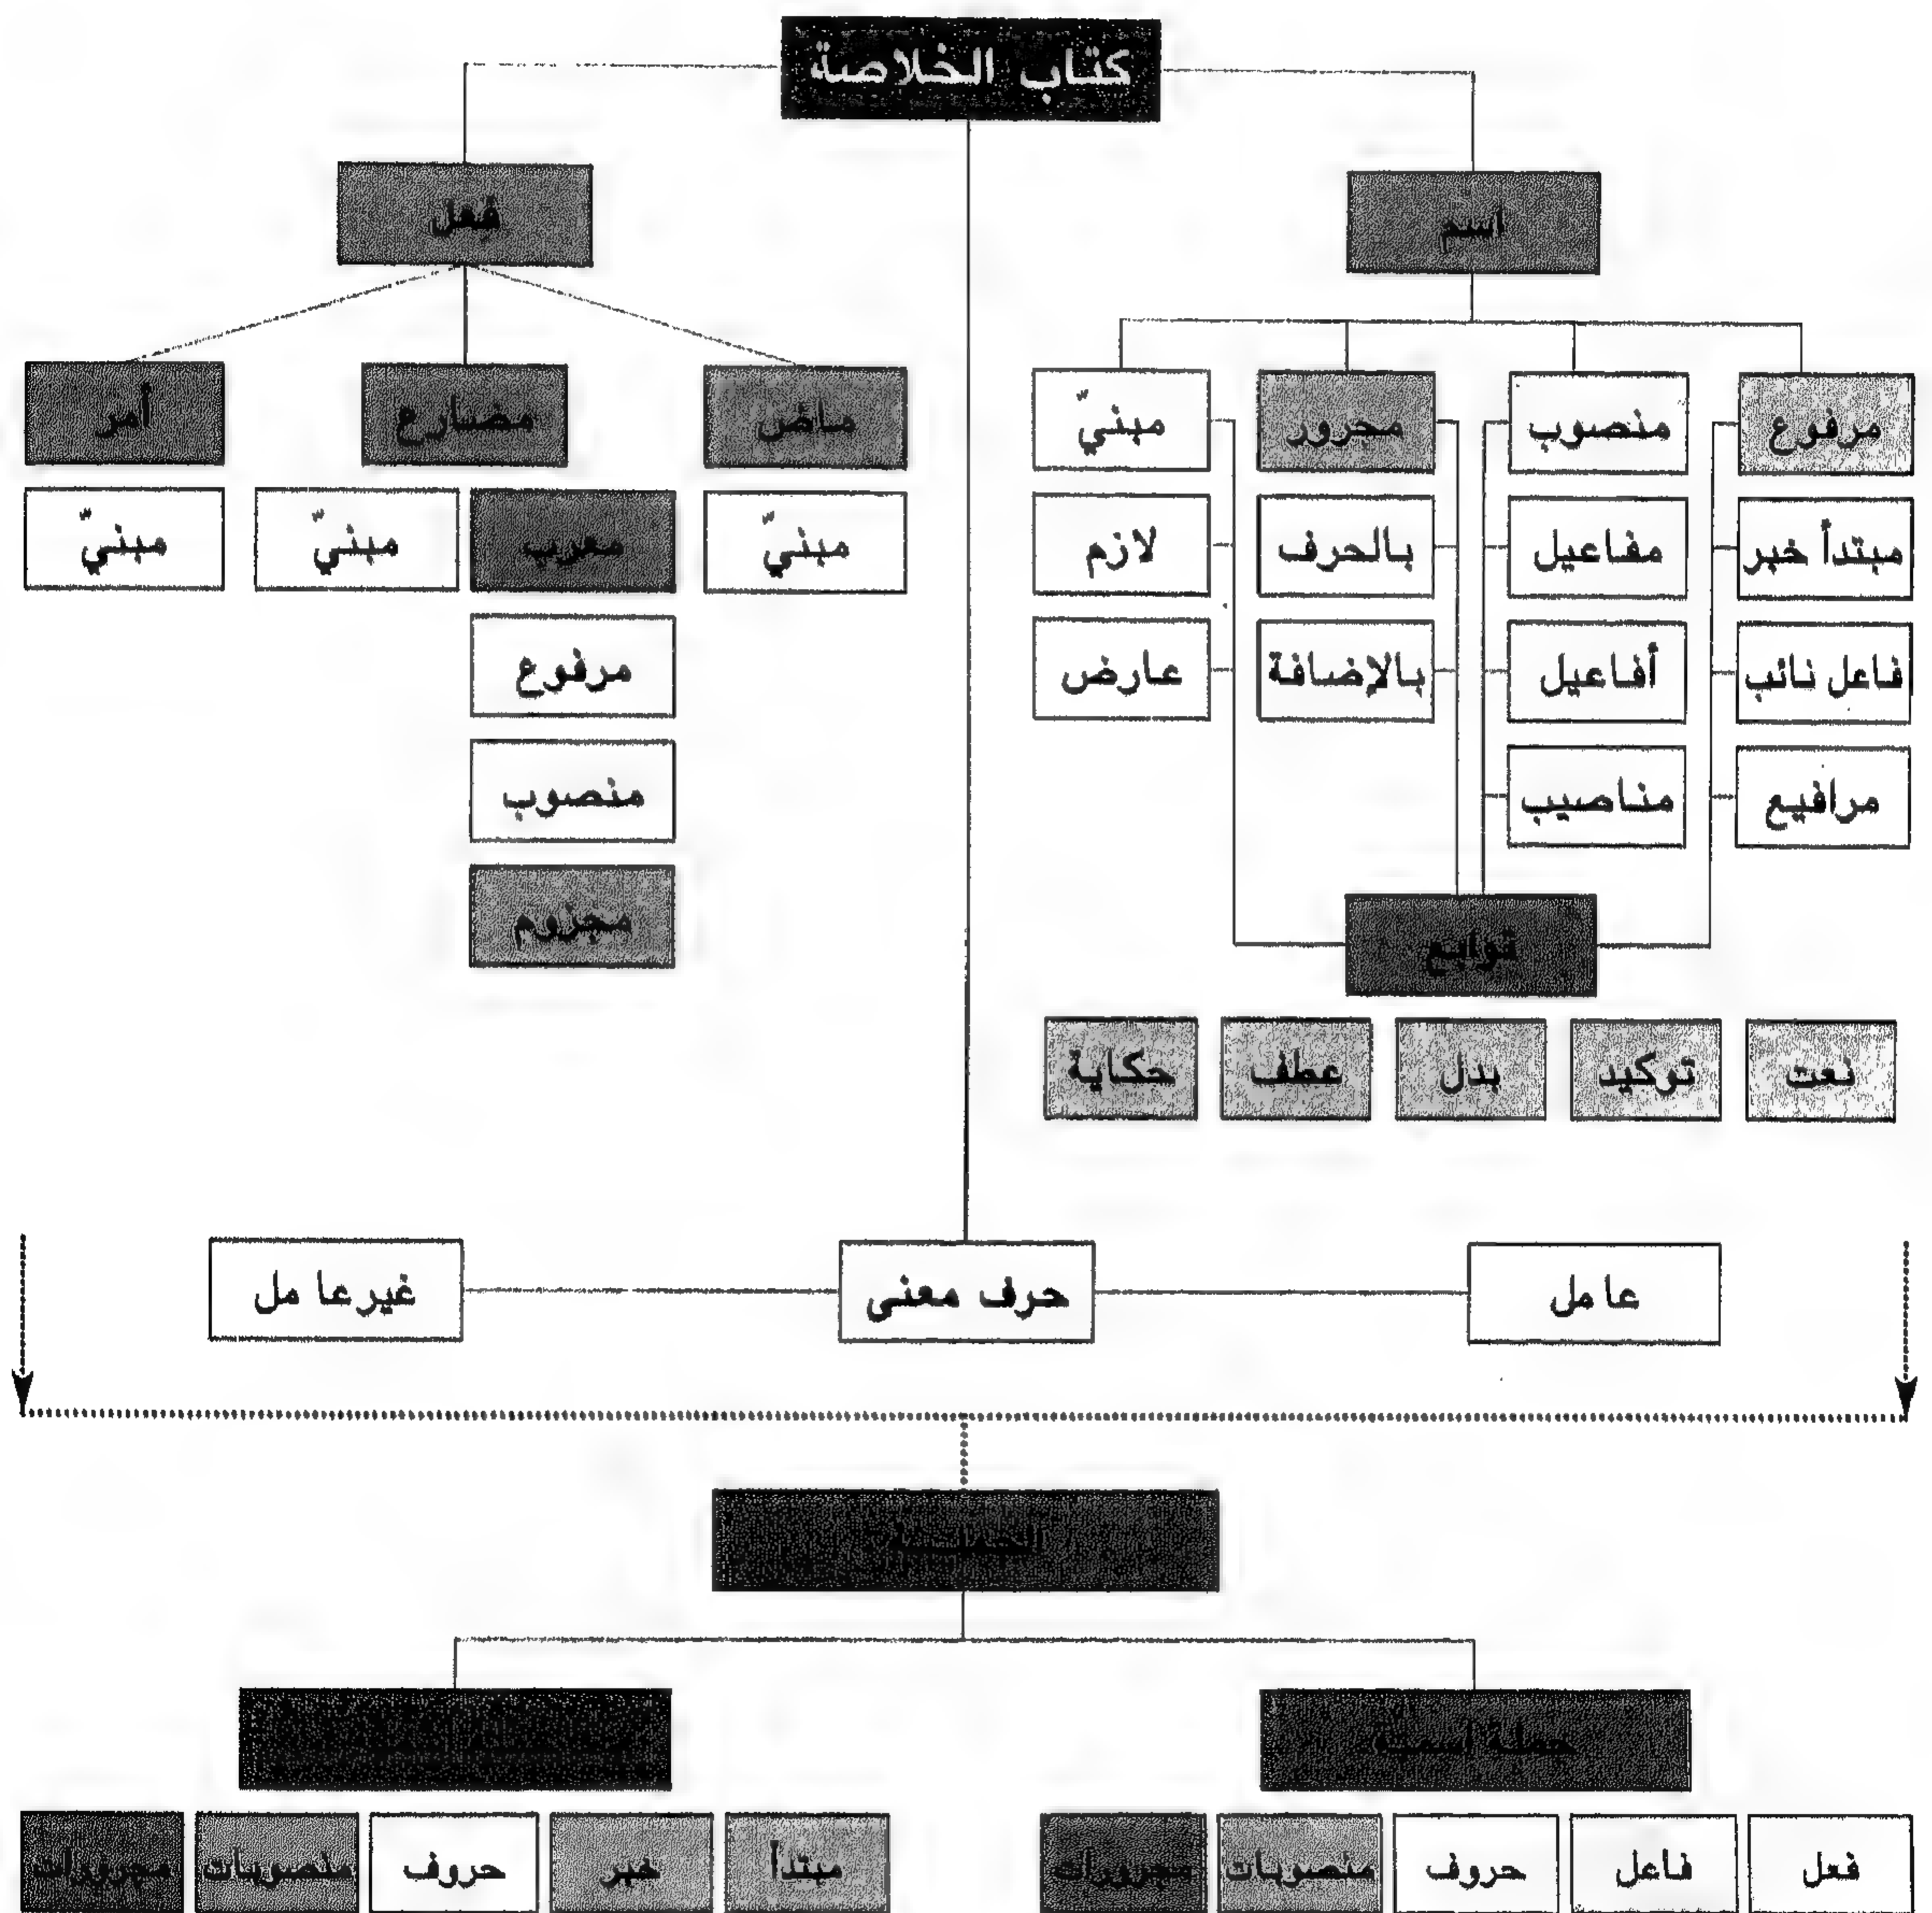 كتاب الخلاصة
اسم
فعل
مرفوع
منصوب
مجرور
مبنيّ
مبتدأ خبر
مفاعيل
بالحرف
لازم
فاعل نائب
أفاعيل
بالإضافة
عارض
مرافيع
مناصيب
توابع
نعت
توكيد
بدل
عطف
حكاية
ماض
مضارع
أمر
مبنيّ
معرب
مبنيّ
مبنيّ
مرفوع
منصوب
مجزوم
عا مل
حرف معنى
غيرعا مل
الجملة
جملة اسمية
فعل
فاعل
حروف
منصوبات
مجرورات
مبتدأ
خبر
حروف
منصوبات
مجرورات